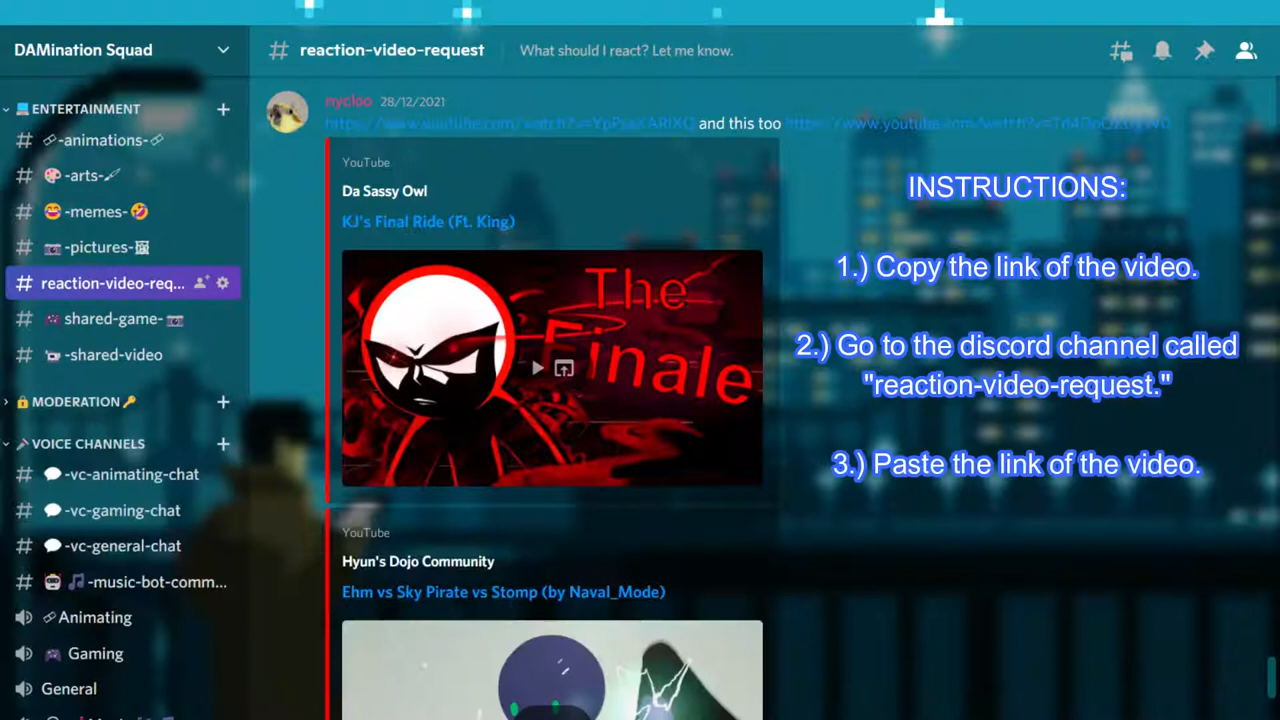 DAMination Squad
# reaction-video-request
What should I react? Let me know.
ENTERTAINMENT
# -animations-
# -arts-
# -memes-
# -pictures-
# reaction-video-req...
# shared-game-
# -shared-video
MODERATION
VOICE CHANNELS
# -vc-animating-chat
# -vc-gaming-chat
# -vc-general-chat
# -music-bot-comm...
Animating
Gaming
General
nycloo 28/12/2021
and this too
YouTube
Da Sassy Owl
KJ's Final Ride (Ft. King)
The
Finale
YouTube
Hyun's Dojo Community
Ehm vs Sky Pirate vs Stomp (by Naval_Mode)
INSTRUCTIONS:
1.) Copy the link of the video.
2.) Go to the discord channel called
"reaction-video-request."
3.) Paste the link of the video.